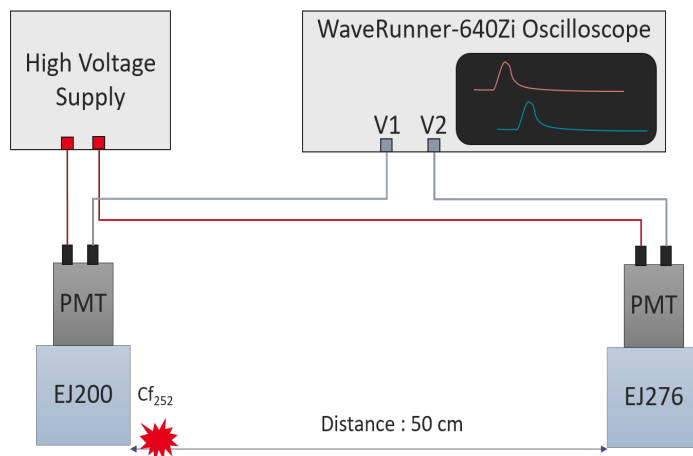 High Voltage
Supply
WaveRunner-640Zi Oscilloscope
V1 V2
PMT
PMT
EJ200
Cf252
EJ276
Distance : 50 cm